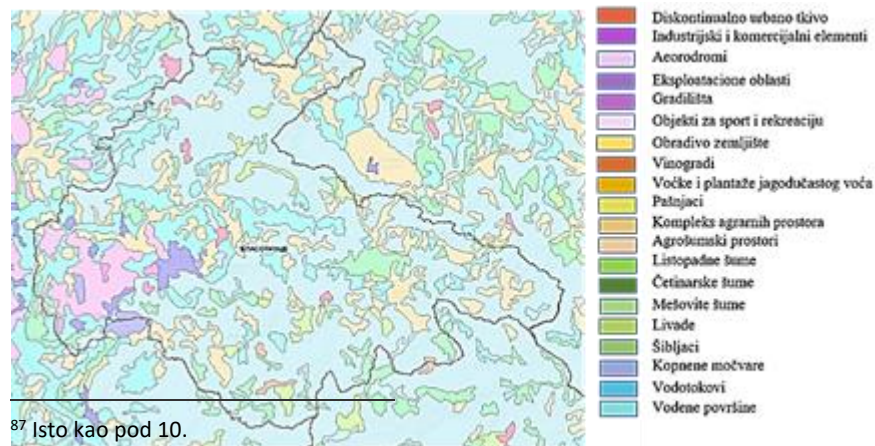 Diskontinualno urbano tkivo
Industrijski i komercijalni elementi
Aeorodromi
Eksploatacione oblasti
Gradilišta
Objekti za sport i rekreaciju
Obradivo zemljište
Vinogradi
Voćke i plantaže jagodučastog voća
Pašnjaci
Kompleks agrarnih prostora
Agrošumski prostori
Listopadne šume
Četinarske šume
Mešovite šume
Livade
Šibljaci
Kopnene močvare
Vodotokovi
Vodene površine
87 Isto kao pod 10.